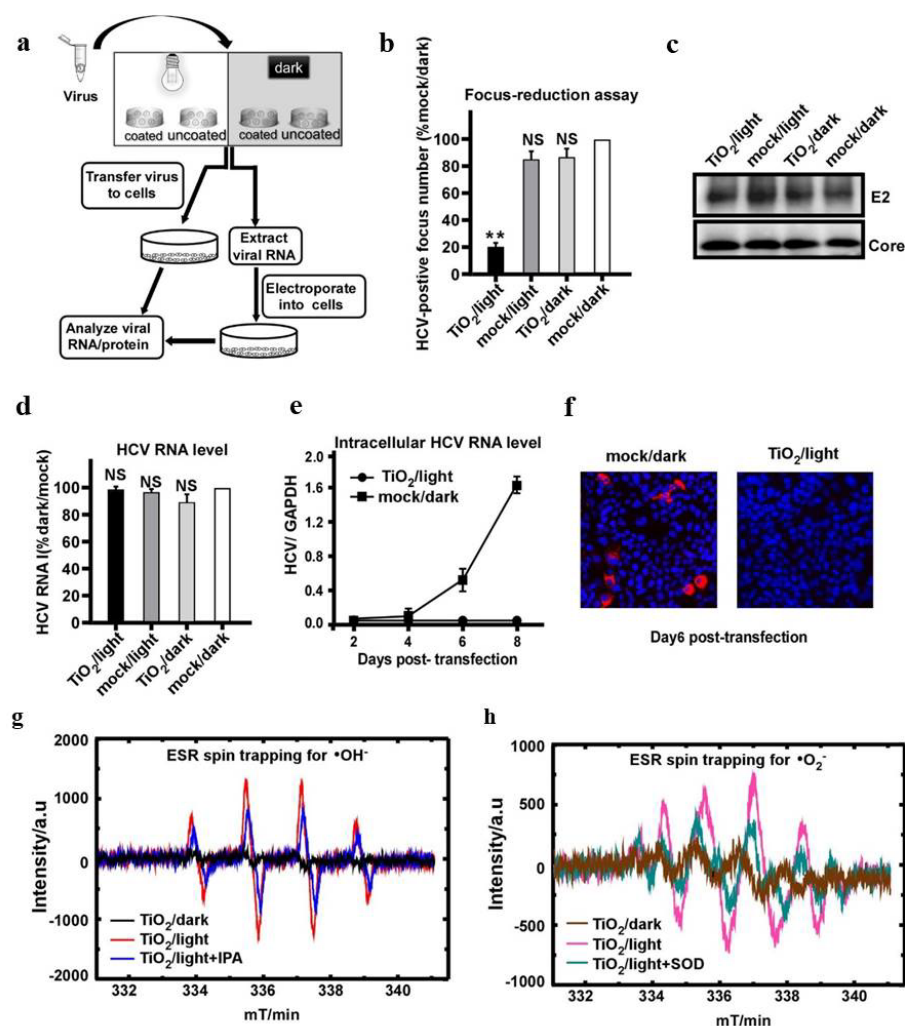 a
Virus
dark
coated
uncoated
coated
uncoated
Transfer virus
to cells
Extract
viral RNA
Electroporate
into cells
Analyze viral
RNA/protein
b
Focus-reduction assay
HCV-postive focus number (%mock/dark)
100
80
60
40
20
0
**
NS
NS
TiO2/light
mock/light
TiO2/dark
mock/dark
c
TiO2/light
mock/light
TiO2/dark
mock/dark
E2
Core
d
HCV RNA level
HCV RNA l(%dark/mock)
100
80
60
40
20
0
NS
NS
NS
TiO2/light
mock/light
TiO2/dark
mock/dark
e
Intracellular HCV RNA level
HCV/ GAPDH
2.0
1.6
1.2
0.8
0.4
0
TiO2/light
mock/dark
2
4
6
8
Days post- transfection
f
mock/dark
TiO2/light
Day6 post-transfection
g
ESR spin trapping for •OH-
Intensity/a.u
2000
1000
0
-1000
-2000
TiO2/dark
TiO2/light
TiO2/light+IPA
332
334
336
338
340
mT/min
h
ESR spin trapping for •O2-
Intensity/a.u
1000
500
0
-500
-1000
TiO2/dark
TiO2/light
TiO2/light+SOD
332
334
336
338
340
mT/min